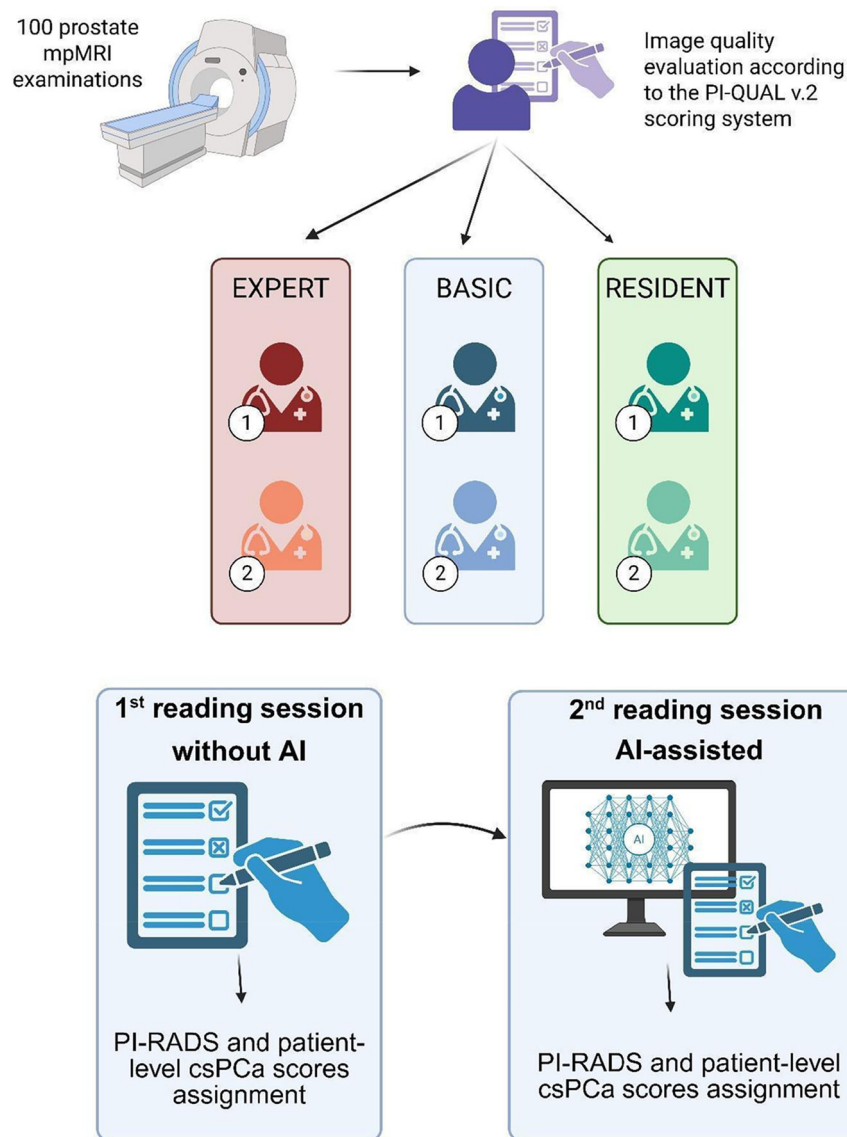 100 prostate
mpMRI
examinations
Image quality
evaluation according
to the PI-QUAL v.2
scoring system
EXPERT
1
2
BASIC
1
2
RESIDENT
1
2
1st reading session
without AI
PI-RADS and patient-
level csPCa scores
assignment
2nd reading session
AI-assisted
AI
PI-RADS and patient-level
csPCa scores assignment